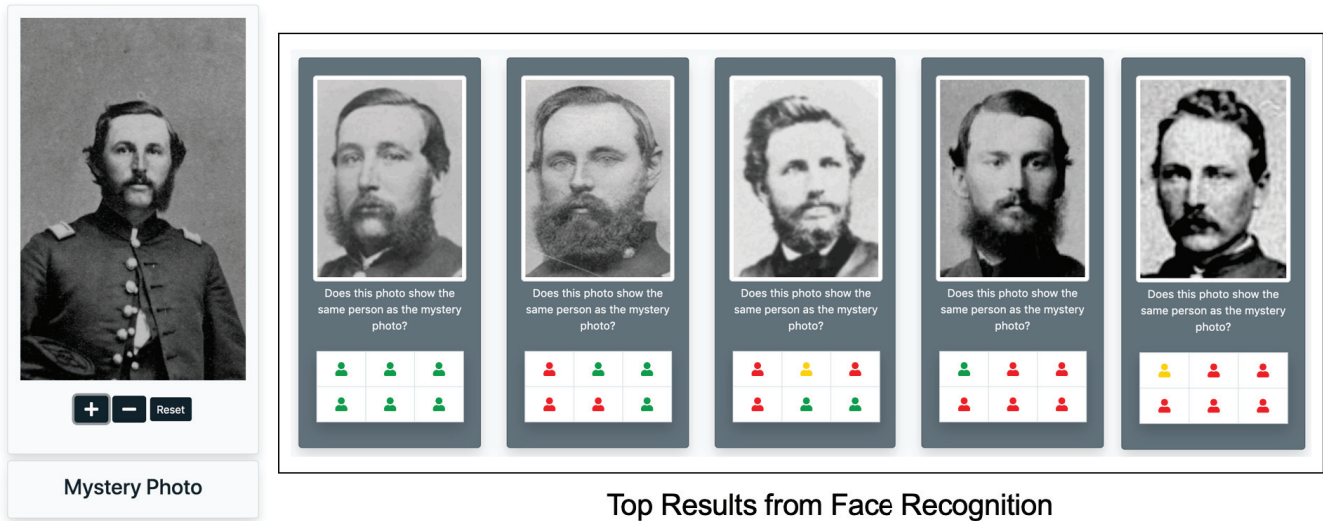 + − Reset
Mystery Photo
Does this photo show the
same person as the mystery
photo?
Does this photo show the
same person as the mystery
photo?
Does this photo show the
same person as the mystery
photo?
Does this photo show the
same person as the mystery
photo?
Does this photo show the
same person as the mystery
photo?
Top Results from Face Recognition